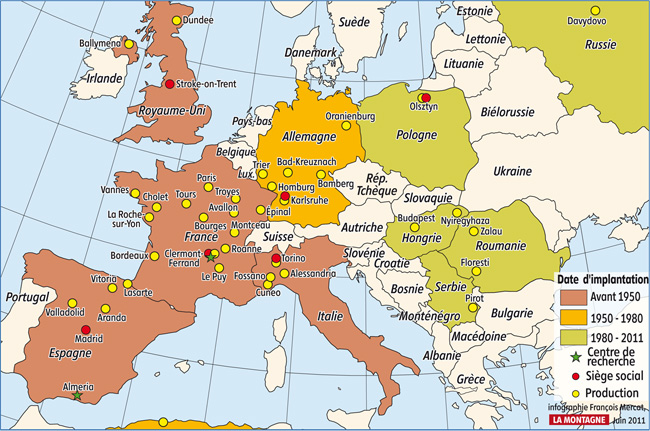 Dundee
Davydovo
Suède
Estonie
Russie
Ballymena
Lettonie
Danemark
Irlande
Lituanie
Stroke-on-Trent
Olsztyn
Royaume-Uni
Pays-bas
Oranienburg
Biélorussie
Allemagne
Pologne
Belgique
Trier
Bad-Kreuznach
Lux.
Ukraine
Paris
Homburg
Bamberg
Rép.
Tchèque
Vannes
Cholet
Tours
Troyes
Karlsruhe
Slovaquie
Avallon
Épinal
Budapest
Nyiregyhaza
La Roche-
sur-Yon
Bourges
Montceau
Autriche
Zalau
France
Suisse
Hongrie
Roumanie
Bordeaux
Clermont-
Ferrand
Roanne
Torino
Slovénie
Croatie
Floresti
Le Puy
Fossano
Alessandria
Date d'implantation
Vitoria
Lasarte
Cuneo
Bosnie
Serbie
Pirot
Avant 1950
Portugal
Valladolid
Aranda
Italie
Monténégro
Bulgarie
1950 - 1980
Madrid
Macédoine
1980 - 2011
Espagne
Albanie
Centre de
recherche
Almeria
Grèce
Siège social
Production
infographie François Mercat,
LA MONTAGNE Juin 2011